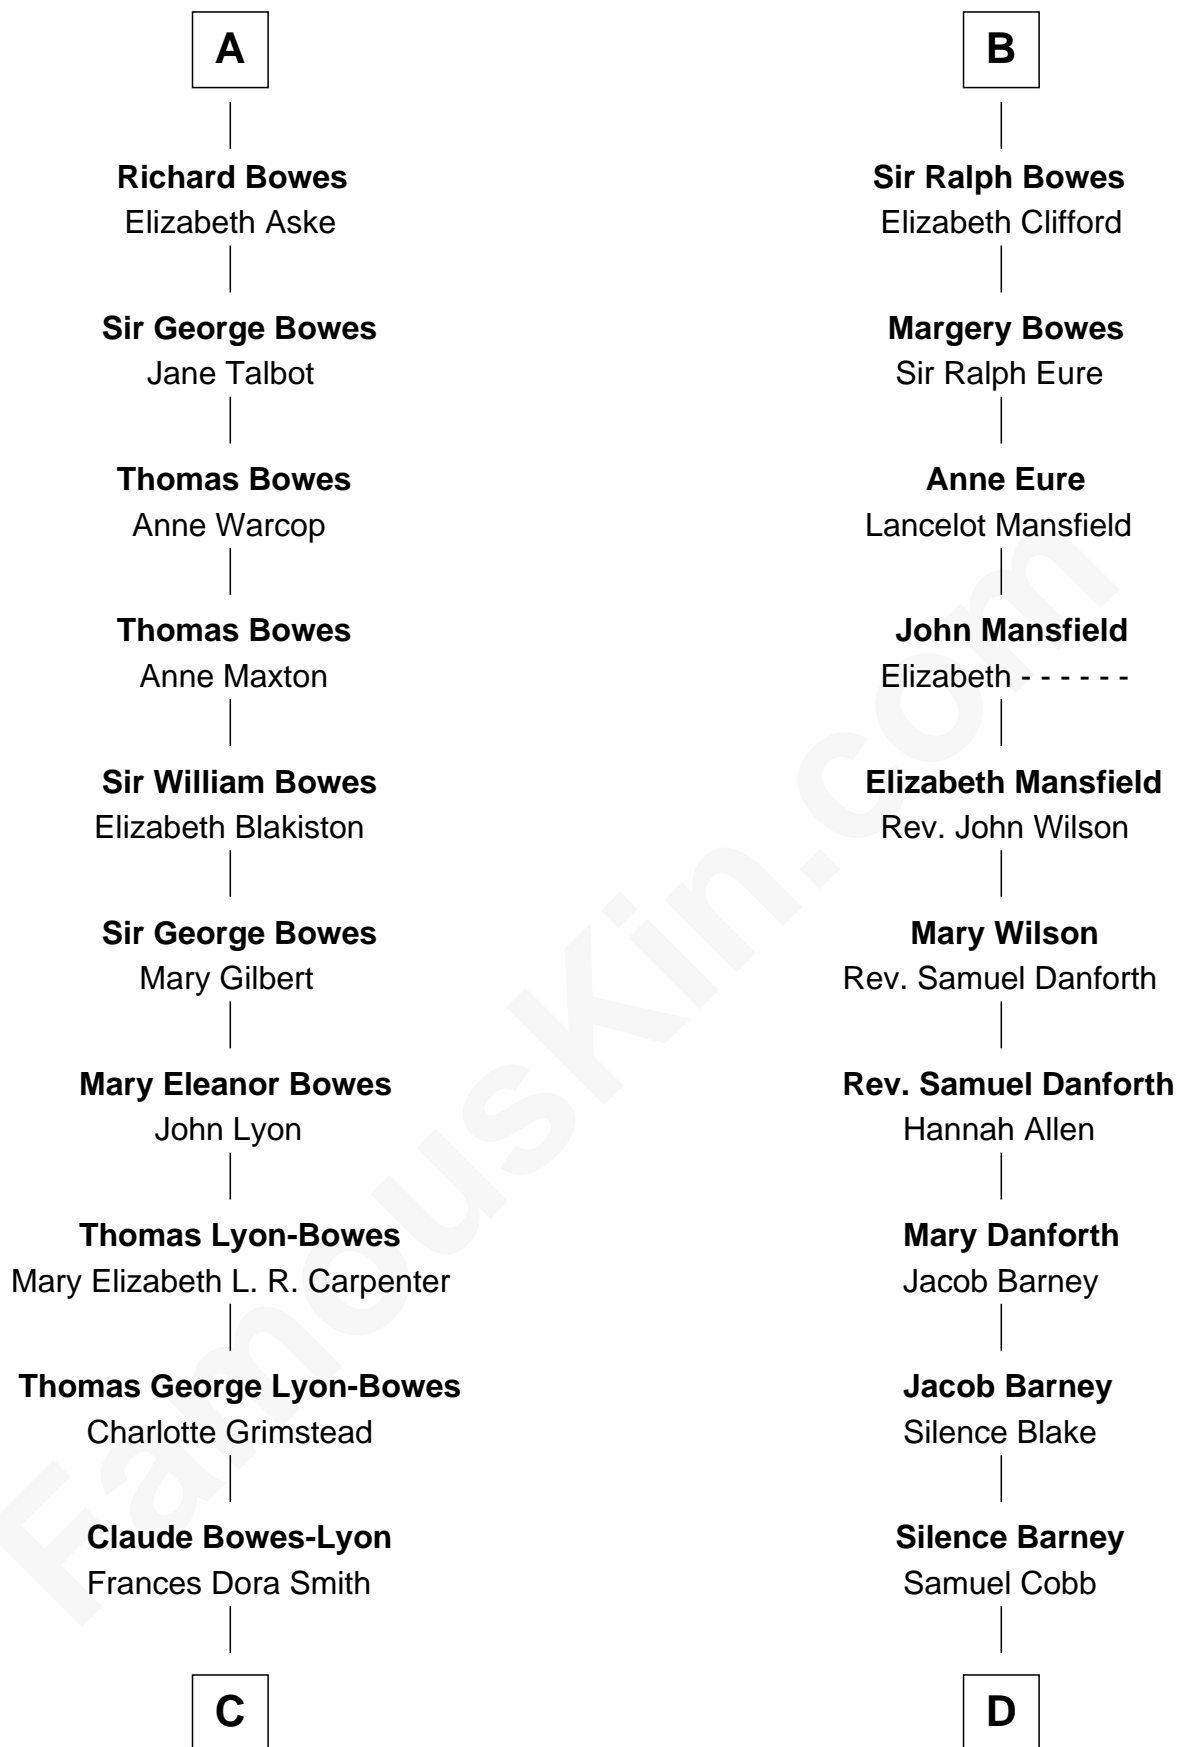 A
Richard Bowes
Elizabeth Aske
Sir George Bowes
Jane Talbot
Thomas Bowes
Anne Warcop
Thomas Bowes
Anne Maxton
Sir William Bowes
Elizabeth Blakiston
Sir George Bowes
Mary Gilbert
Mary Eleanor Bowes
John Lyon
Thomas Lyon-Bowes
Mary Elizabeth L. R. Carpenter
Thomas George Lyon-Bowes
Charlotte Grimstead
Claude Bowes-Lyon
Frances Dora Smith
C
B
Sir Ralph Bowes
Elizabeth Clifford
Margery Bowes
Sir Ralph Eure
Anne Eure
Lancelot Mansfield
John Mansfield
Elizabeth - - - - - -
Elizabeth Mansfield
Rev. John Wilson
Mary Wilson
Rev. Samuel Danforth
Rev. Samuel Danforth
Hannah Allen
Mary Danforth
Jacob Barney
Jacob Barney
Silence Blake
Silence Barney
Samuel Cobb
D
FamousKin.com